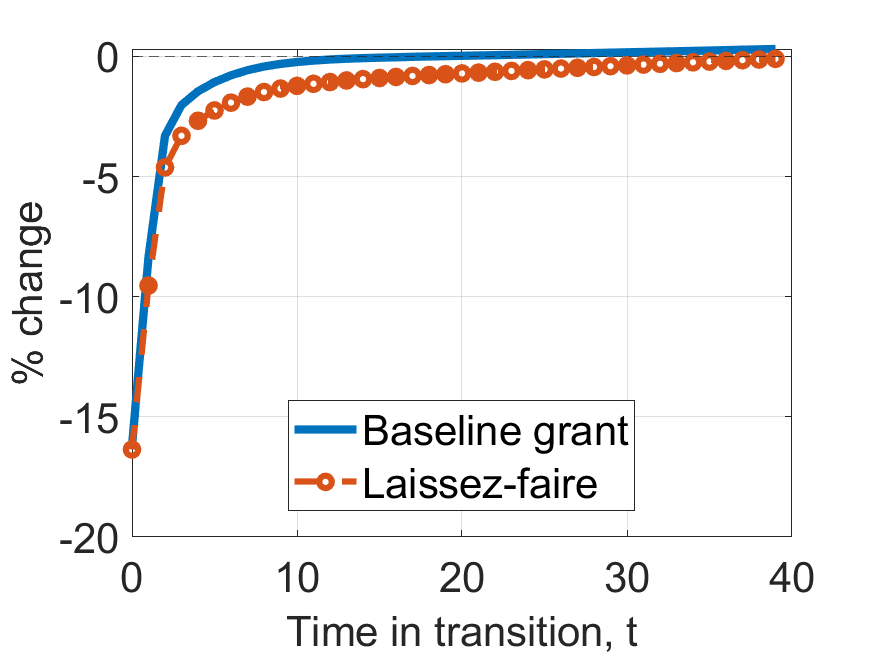 0
-5
-10
-15
-20
% change
Baseline grant
Laissez-faire
0 10 20 30 40
Time in transition, t